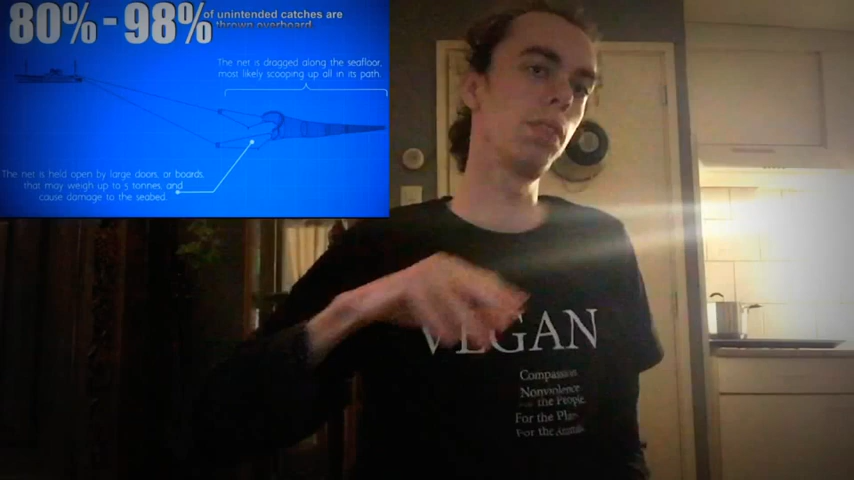 80%-98% of unintended catches are
thrown overboard.
The net is dragged along the seafloor,
most likely scooping up all in its path.
The net is held open by large doors, or boards,
that may weigh up to 5 tonnes, and
cause damage to the seabed.
VEGAN
Compassion
Nonviolence
the People
For the
For the Animals